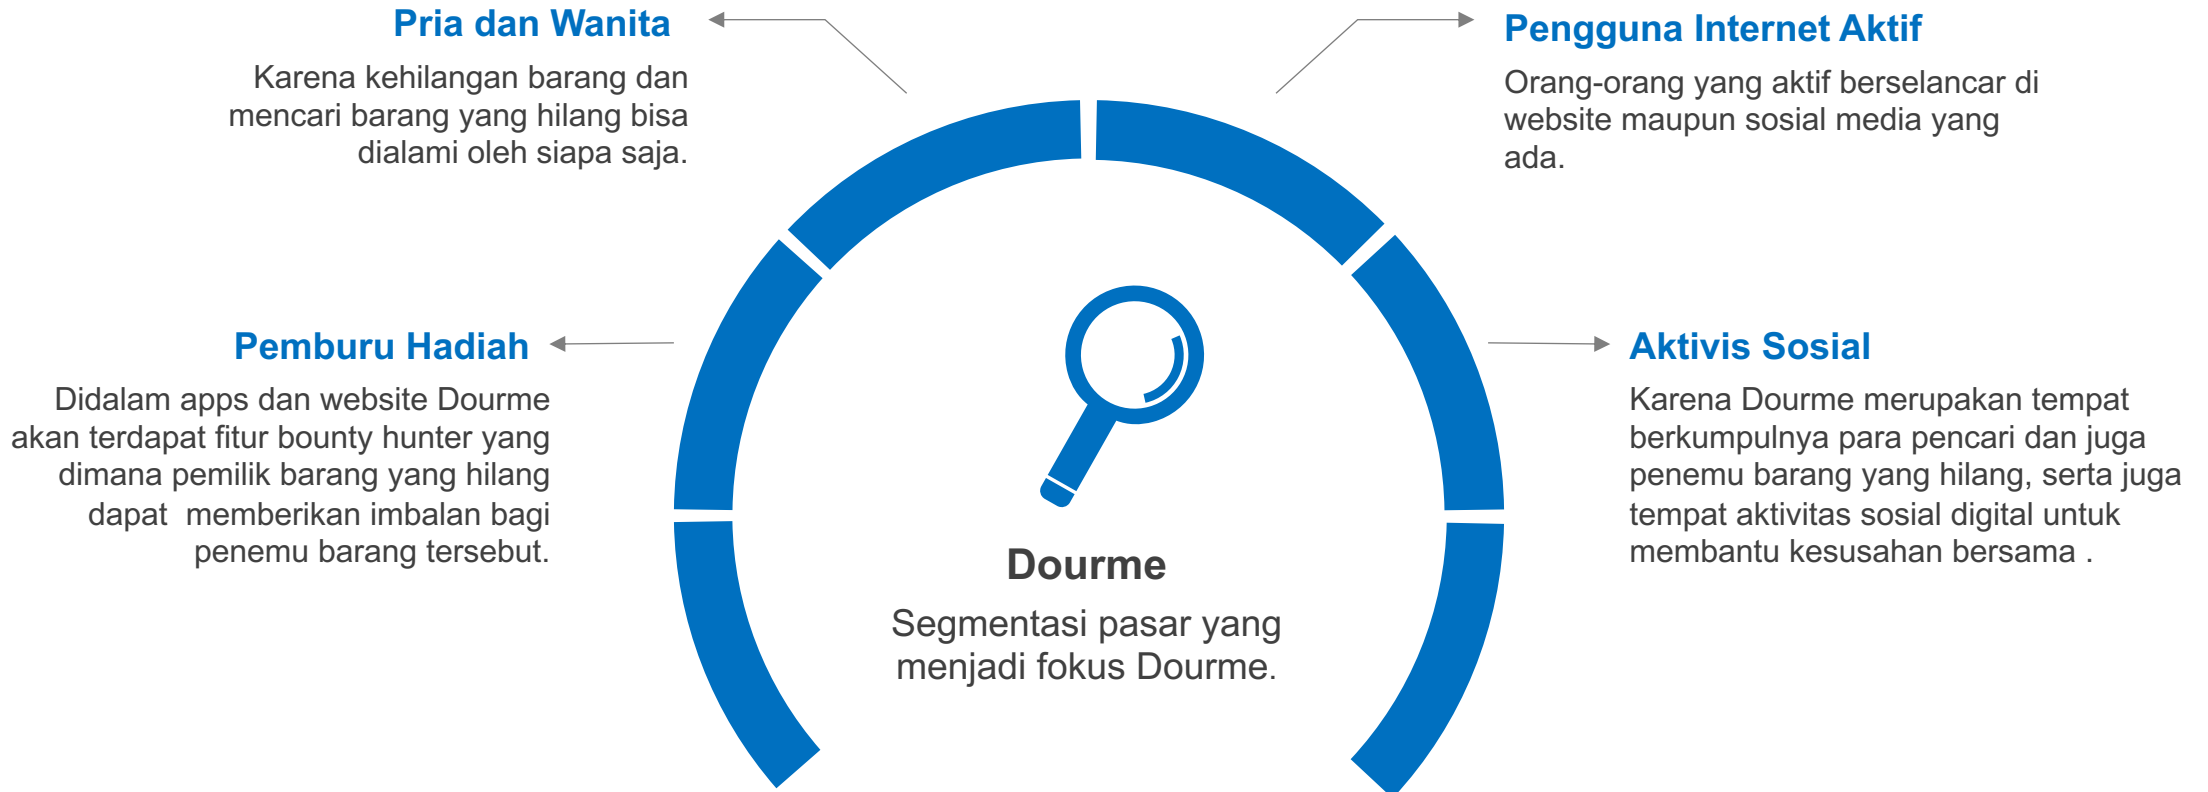 Pria dan Wanita
Karena kehilangan barang dan
mencari barang yang hilang bisa
dialami oleh siapa saja.
Pengguna Internet Aktif
Orang-orang yang aktif berselancar di
website maupun sosial media yang
ada.
Pemburu Hadiah
Didalam apps dan website Dourme
akan terdapat fitur bounty hunter yang
dimana pemilik barang yang hilang
dapat  memberikan imbalan bagi
penemu barang tersebut.
Aktivis Sosial
Karena Dourme merupakan tempat
berkumpulnya para pencari dan juga
penemu barang yang hilang, serta juga
tempat aktivitas sosial digital untuk
membantu kesusahan bersama .
Dourme
Segmentasi pasar yang
menjadi fokus Dourme.